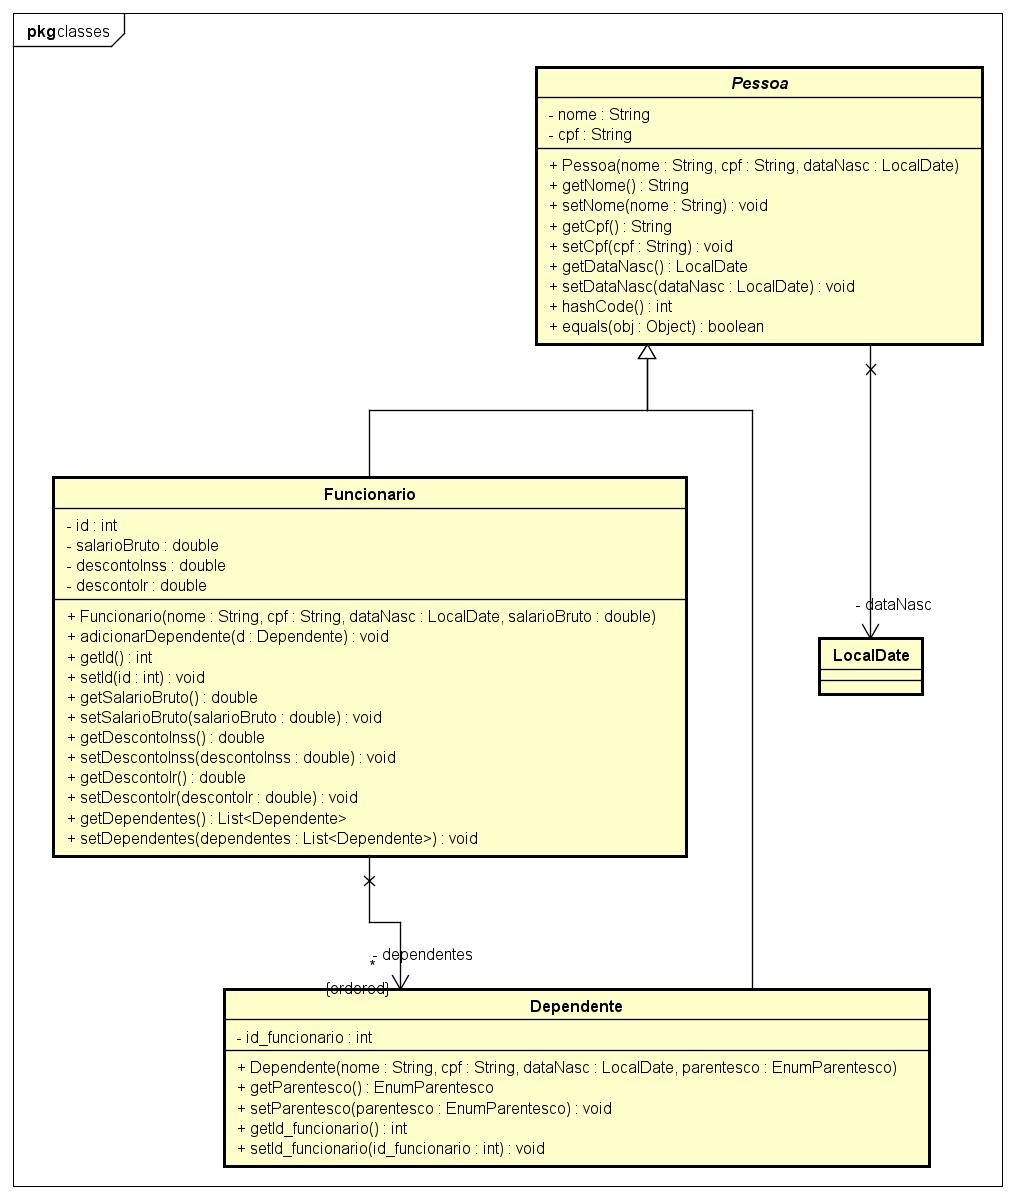 pkg classes
Pessoa
- nome : String
- cpf : String
+ Pessoa(nome : String, cpf : String, dataNasc : LocalDate)
+ getNome() : String
+ setNome(nome : String) : void
+ getCpf() : String
+ setCpf(cpf : String) : void
+ getDataNasc() : LocalDate
+ setDataNasc(dataNasc : LocalDate) : void
+ hashCode() : int
+ equals(obj : Object) : boolean
Funcionario
- id : int
- salarioBruto : double
- descontoInss : double
- descontoIr : double
+ Funcionario(nome : String, cpf : String, dataNasc : LocalDate, salarioBruto : double)
+ adicionarDependente(d : Dependente) : void
+ getId() : int
+ setId(id : int) : void
+ getSalarioBruto() : double
+ setSalarioBruto(salarioBruto : double) : void
+ getDescontoInss() : double
+ setDescontoInss(descontoInss : double) : void
+ getDescontoIr() : double
+ setDescontoIr(descontoIr : double) : void
+ getDependentes() : List<Dependente>
+ setDependentes(dependentes : List<Dependente>) : void
- dataNasc
LocalDate
- dependentes
*
{ordered}
Dependente
- id_funcionario : int
+ Dependente(nome : String, cpf : String, dataNasc : LocalDate, parentesco : EnumParentesco)
+ getParentesco() : EnumParentesco
+ setParentesco(parentesco : EnumParentesco) : void
+ getId_funcionario() : int
+ setId_funcionario(id_funcionario : int) : void